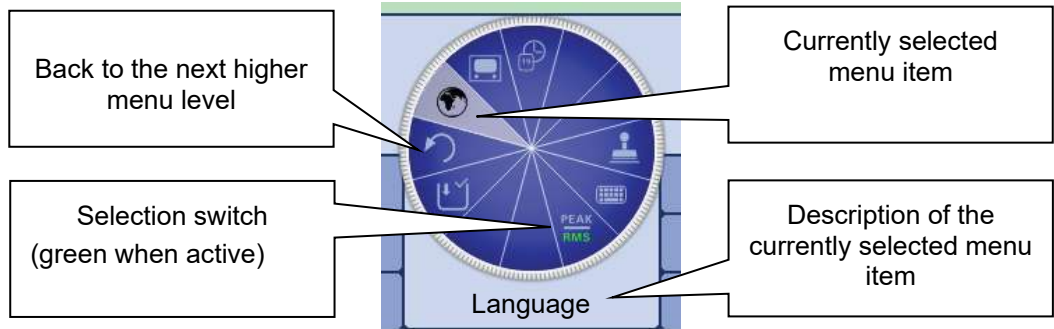 Back to the next higher
menu level
Currently selected
menu item
19
Selection switch
(green when active)
PEAK
RMS
Description of the
currently selected menu
item
Language